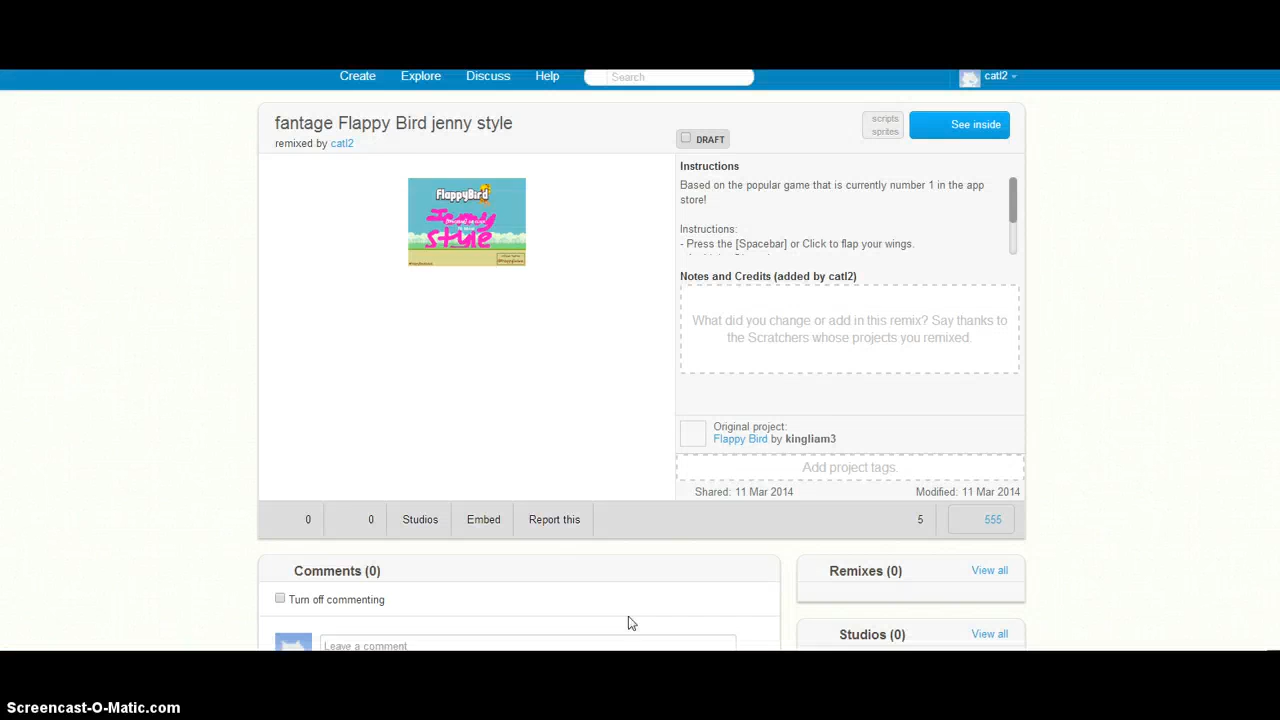 Create Explore Discuss Help Search catl2
fantage Flappy Bird jenny style
remixed by catl2
DRAFT
scripts
sprites
See inside
FlappyBird
Jenny
style
Instructions
Based on the popular game that is currently number 1 in the app
store!
Instructions:
- Press the [Spacebar] or Click to flap your wings.
Notes and Credits (added by catl2)
What did you change or add in this remix? Say thanks to
the Scratchers whose projects you remixed.
Original project:
Flappy Bird by kingliam3
Add project tags.
Shared: 11 Mar 2014 Modified: 11 Mar 2014
0 0 Studios Embed Report this 5 555
Comments (0)
Turn off commenting
Leave a comment
Remixes (0) View all
Studios (0) View all
Screencast-O-Matic.com